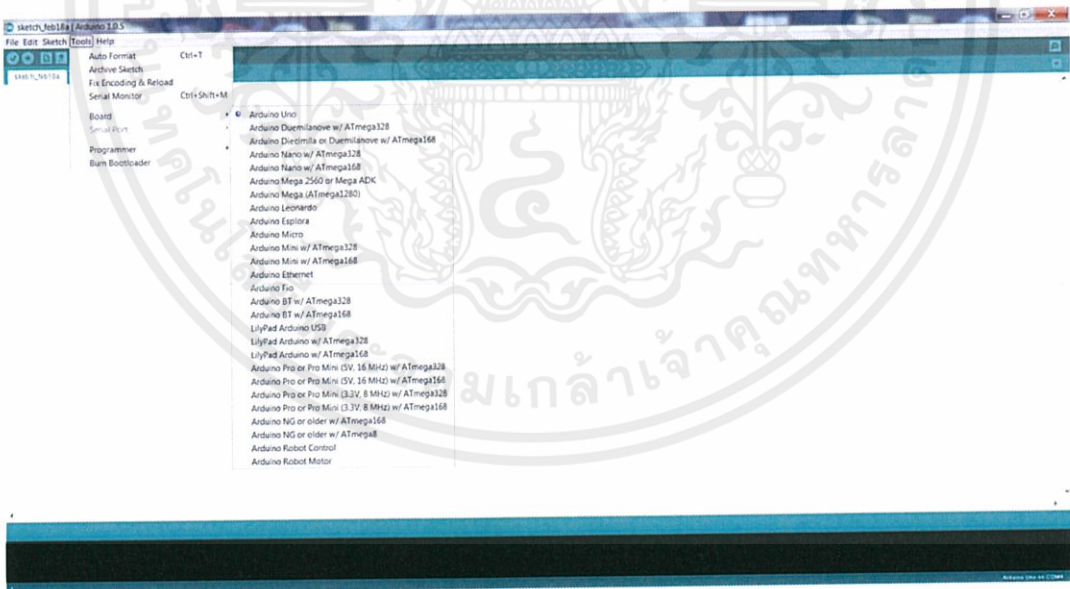 sketch_feb18a | Arduino 1.0.5
File Edit Sketch Tools Help
sketch_feb18a
Auto Format Ctrl+T
Archive Sketch
Fix Encoding & Reload
Serial Monitor Ctrl+Shift+M
Board
Serial Port
Programmer
Burn Bootloader
Arduino Uno
Arduino Duemilanove w/ ATmega328
Arduino Diecimila or Duemilanove w/ ATmega168
Arduino Nano w/ ATmega328
Arduino Nano w/ ATmega168
Arduino Mega 2560 or Mega ADK
Arduino Mega (ATmega1280)
Arduino Leonardo
Arduino Esplora
Arduino Micro
Arduino Mini w/ ATmega328
Arduino Mini w/ ATmega168
Arduino Ethernet
Arduino Fio
Arduino BT w/ ATmega328
Arduino BT w/ ATmega168
LilyPad Arduino USB
LilyPad Arduino w/ ATmega328
LilyPad Arduino w/ ATmega168
Arduino Pro or Pro Mini (5V, 16 MHz) w/ ATmega328
Arduino Pro or Pro Mini (5V, 16 MHz) w/ ATmega168
Arduino Pro or Pro Mini (3.3V, 8 MHz) w/ ATmega328
Arduino Pro or Pro Mini (3.3V, 8 MHz) w/ ATmega168
Arduino NG or older w/ ATmega168
Arduino NG or older w/ ATmega8
Arduino Robot Control
Arduino Robot Motor
Arduino Uno on COM4